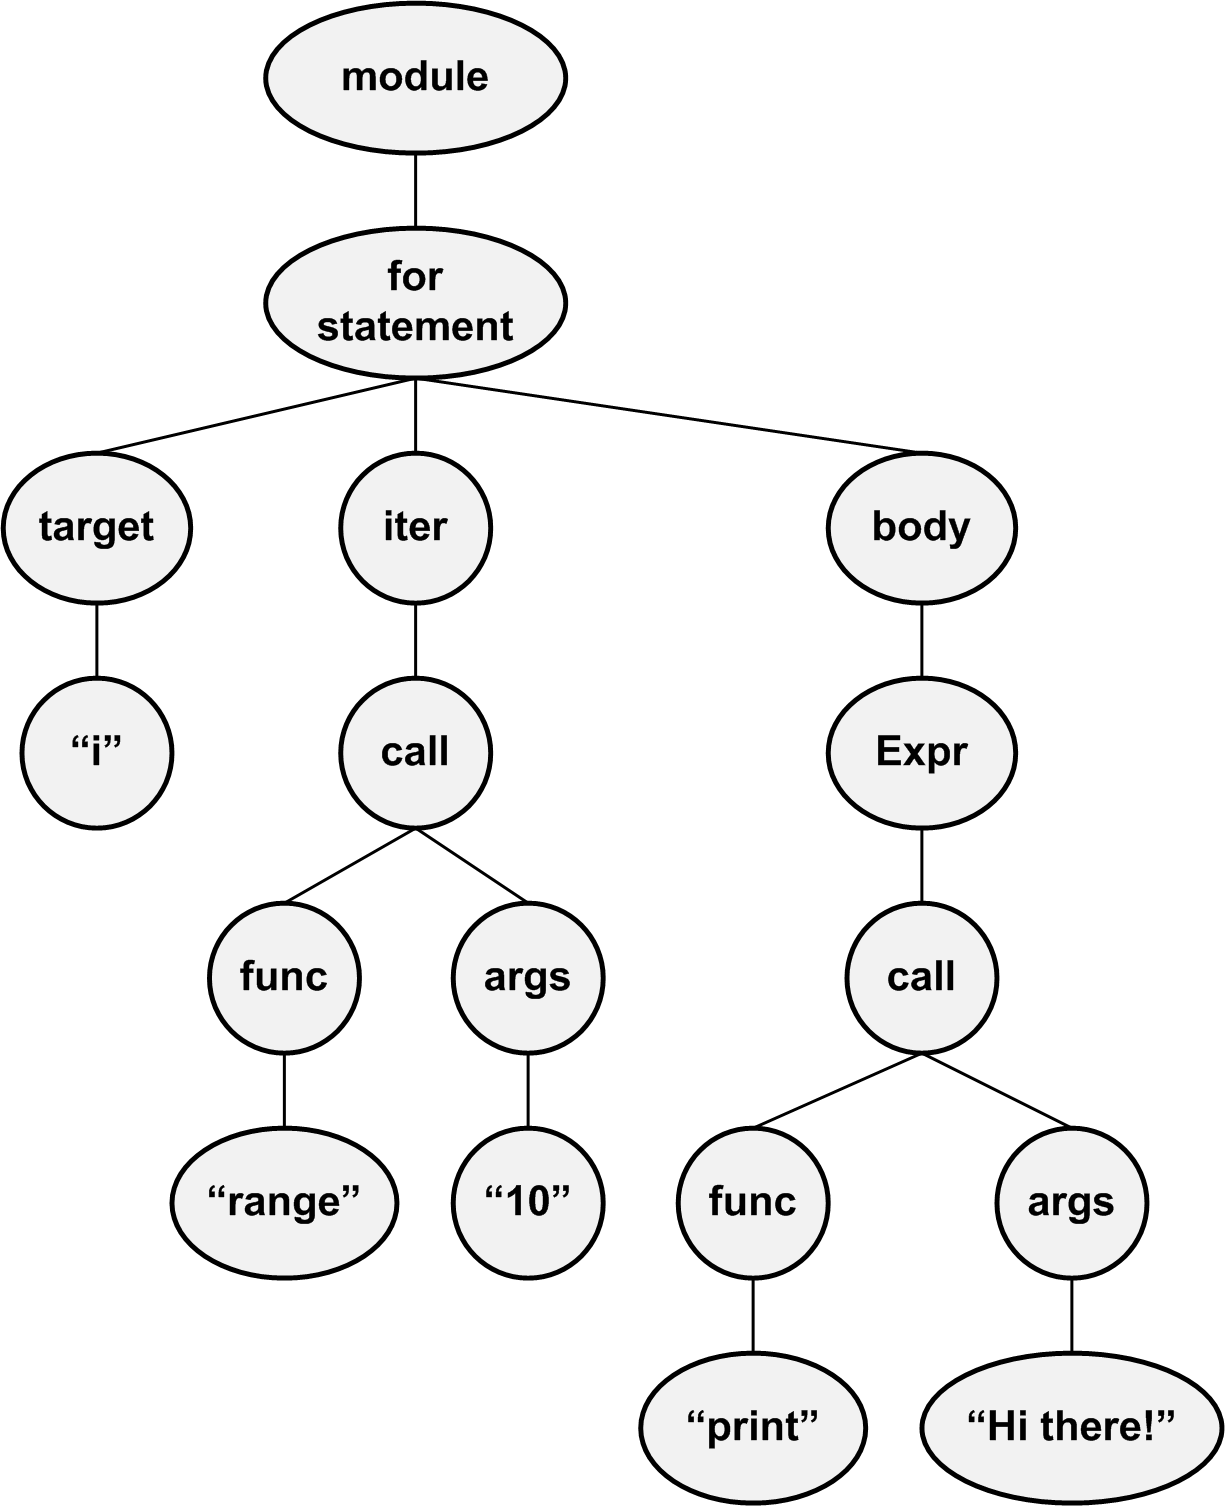 module
for
statement
target
iter
body
“i”
call
Expr
func
args
call
“range”
“10”
func
args
“print”
“Hi there!”